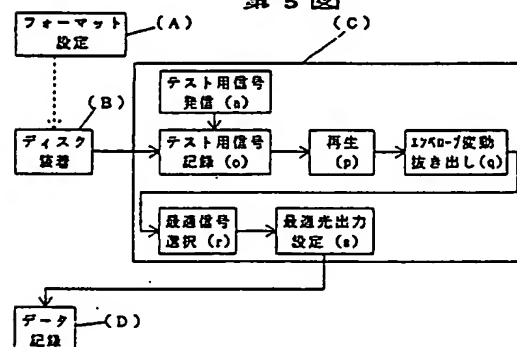 第5図
フォーマット
設定
(A)
(C)
(B)
テスト用信号
発信 (n)
ディスク
装着
テスト用信号
記録 (o)
再生
(p)
エンベロープ変動
抜き出し(q)
最適信号
選択 (r)
最適光出力
設定 (s)
データ
記録
(D)